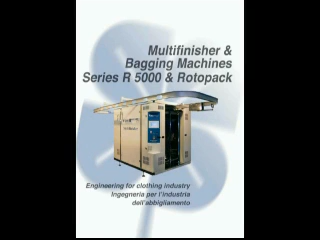 Multifinisher &
Bagging Machines
Series R 5000 & Rotopack
Engineering for clothing industry
Ingegneria per l'industria
dell'abbigliamento